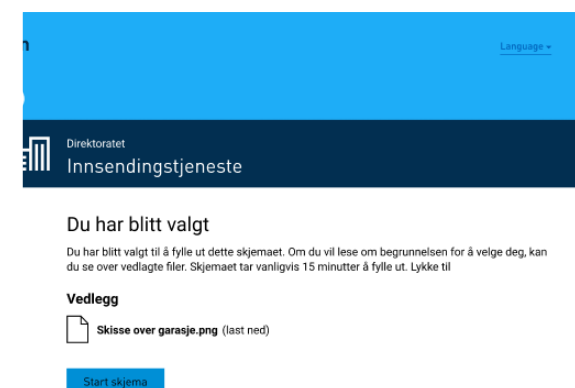 n
Language
Direktoratet
Innsendingstjeneste
Du har blitt valgt
Du har blitt valgt til å fylle ut dette skjemaet. Om du vil lese om begrunnelsen for å velge deg, kan
du se over vedlagte filer. Skjemaet tar vanligvis 15 minutter å fylle ut. Lykke til
Vedlegg
Skisse over garasje.png (last ned)
Start skjema